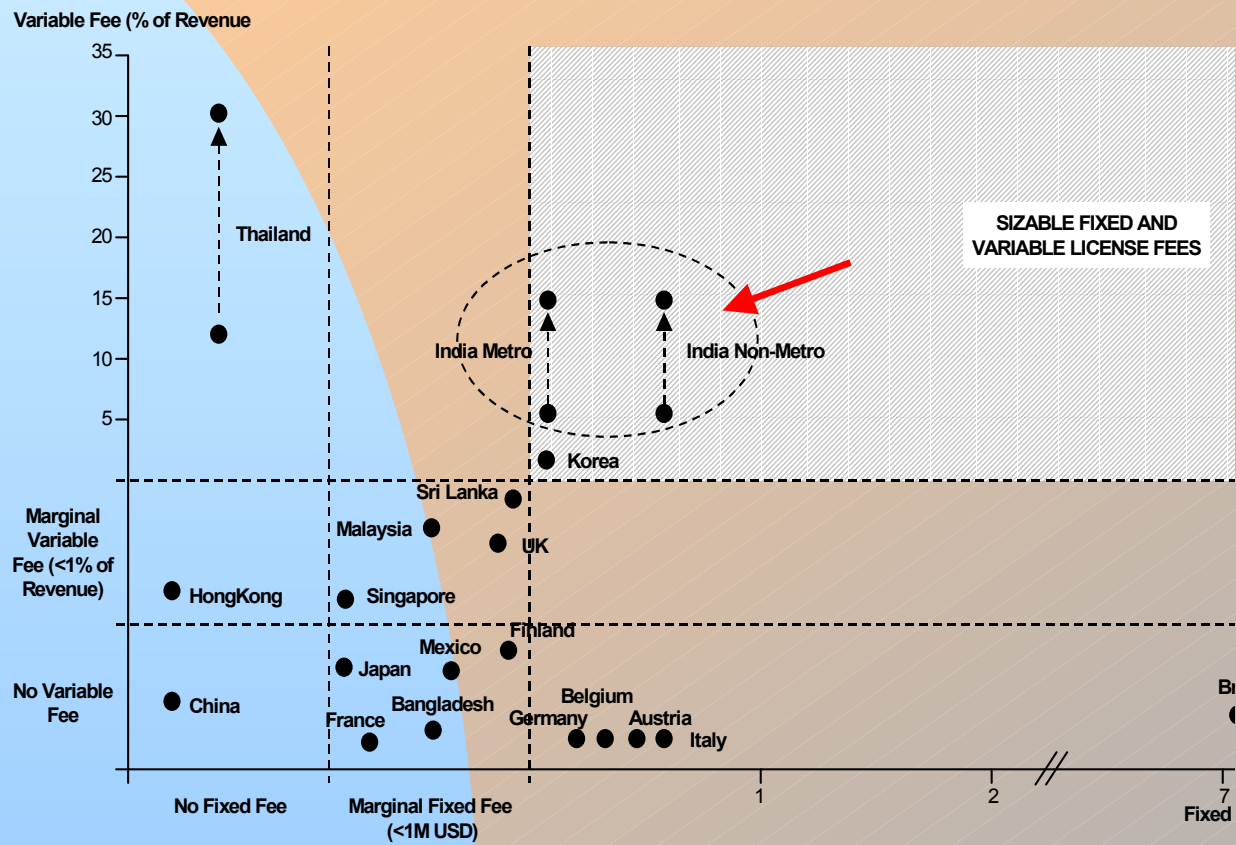 Variable Fee (% of Revenue
35
30
25
20
15
10
5
Thailand
SIZABLE FIXED AND
VARIABLE LICENSE FEES
India Metro
India Non-Metro
Korea
Marginal
Variable
Fee (<1% of
Revenue)
Sri Lanka
Malaysia
UK
HongKong
Singapore
No Variable
Fee
Finland
Mexico
Japan
China
Bangladesh
France
Belgium
Germany
Austria
Italy
No Fixed Fee
Marginal Fixed Fee
(<1M USD)
1
2
7
Fixed